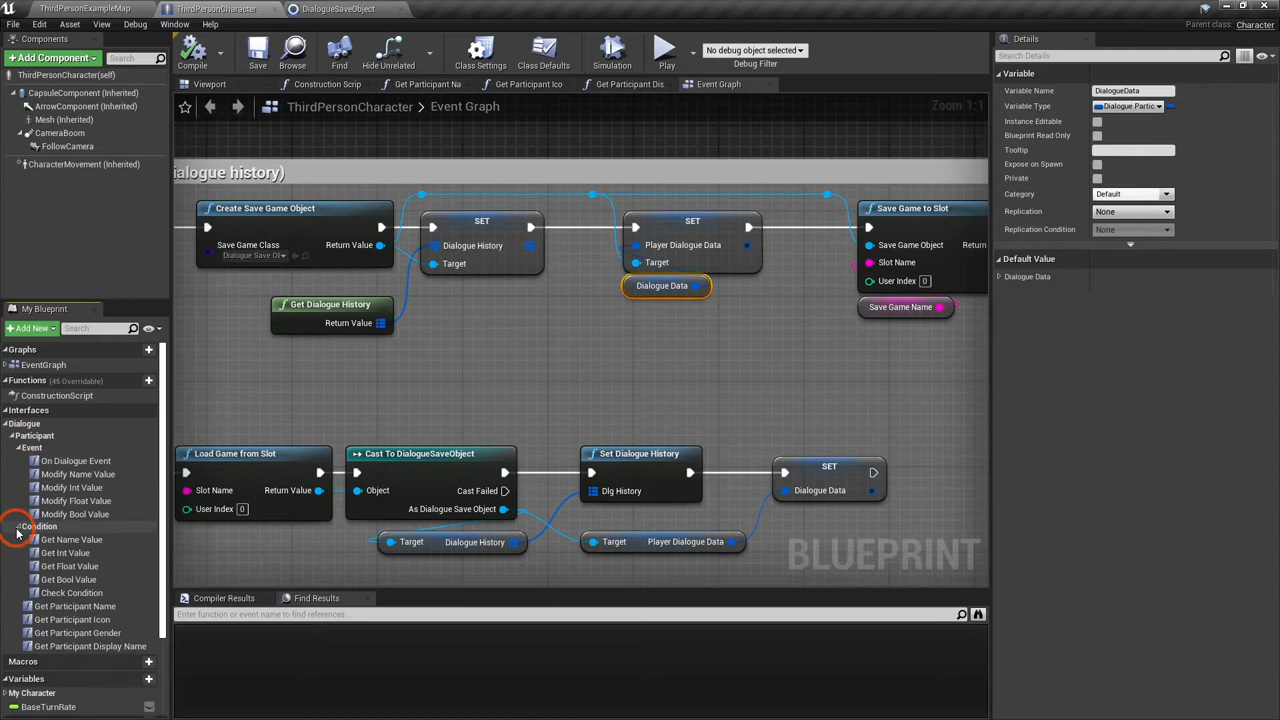 ThirdPersonExampleMap
ThirdPersonCharacter
DialogueSaveObject
File
Edit
Asset
View
Debug
Window
Help
Parent class: Character
Components
+ Add Component
Search
ThirdPersonCharacter(self)
CapsuleComponent (Inherited)
ArrowComponent (Inherited)
Mesh (Inherited)
CameraBoom
FollowCamera
CharacterMovement (Inherited)
Compile
Save
Browse
Find
Hide Unrelated
Class Settings
Class Defaults
Simulation
Play
No debug object selected
Debug Filter
Viewport
Construction Scrip
Get Participant Na
Get Participant Ico
Get Participant Dis
Event Graph
ThirdPersonCharacter
Event Graph
Zoom 1:1
ialogue history)
Create Save Game Object
Save Game Class
Dialogue Save Ol
Return Value
SET
Dialogue History
Target
Get Dialogue History
Return Value
SET
Player Dialogue Data
Target
Dialogue Data
Save Game to Slot
Save Game Object
Retur
Slot Name
User Index 0
Save Game Name
Load Game from Slot
Slot Name
Return Value
User Index 0
Cast To DialogueSaveObject
Object
Cast Failed
As Dialogue Save Object
Target
Dialogue History
Set Dialogue History
Dlg History
Target
Player Dialogue Data
SET
Dialogue Data
BLUEPRINT
My Blueprint
+ Add New
Search
Graphs
EventGraph
Functions (45 Overridable)
ConstructionScript
Interfaces
Dialogue
Participant
Event
On Dialogue Event
Modify Name Value
Modify Int Value
Modify Float Value
Modify Bool Value
Condition
Get Name Value
Get Int Value
Get Float Value
Get Bool Value
Check Condition
Get Participant Name
Get Participant Icon
Get Participant Gender
Get Participant Display Name
Macros
Variables
My Character
BaseTurnRate
Compiler Results
Find Results
Enter function or event name to find references...
Details
Search Details
Variable
Variable Name
DialogueData
Variable Type
Dialogue Partic
Instance Editable
Blueprint Read Only
Tooltip
Expose on Spawn
Private
Category
Default
Replication
None
Replication Condition
None
Default Value
Dialogue Data